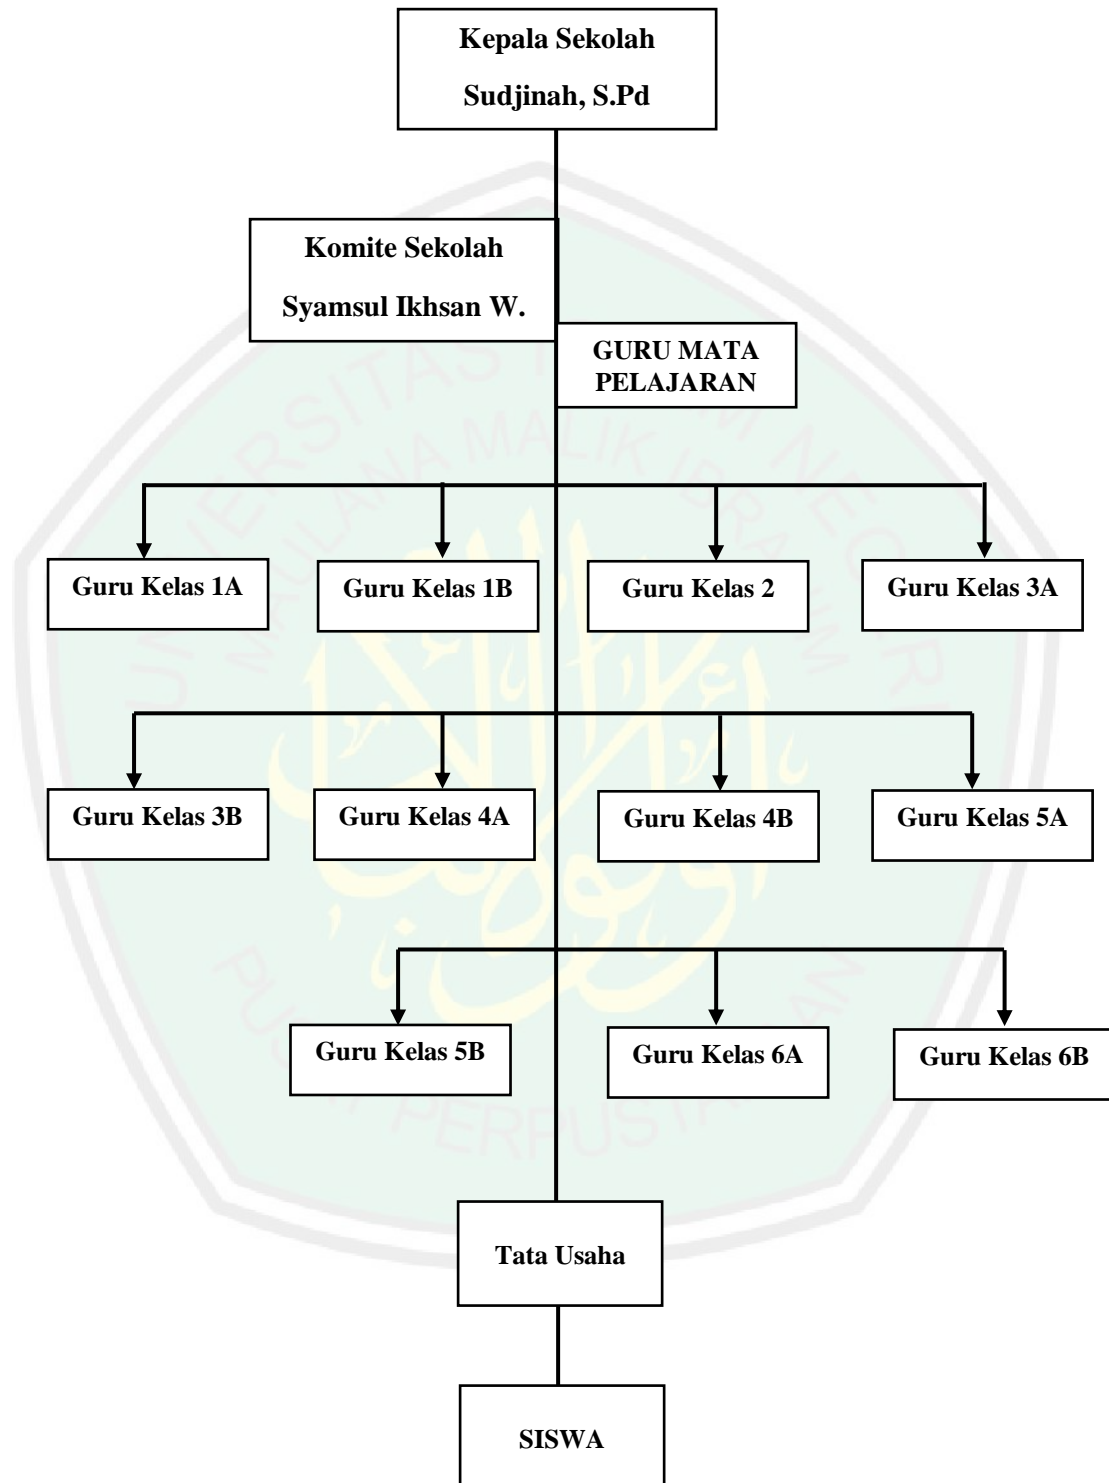 Kepala Sekolah
Sudjinah, S.Pd
Komite Sekolah
Syamsul Ikhsan W.
GURU MATA
PELAJARAN
Guru Kelas 1A
Guru Kelas 1B
Guru Kelas 2
Guru Kelas 3A
Guru Kelas 3B
Guru Kelas 4A
Guru Kelas 4B
Guru Kelas 5A
Guru Kelas 5B
Guru Kelas 6A
Guru Kelas 6B
Tata Usaha
SISWA